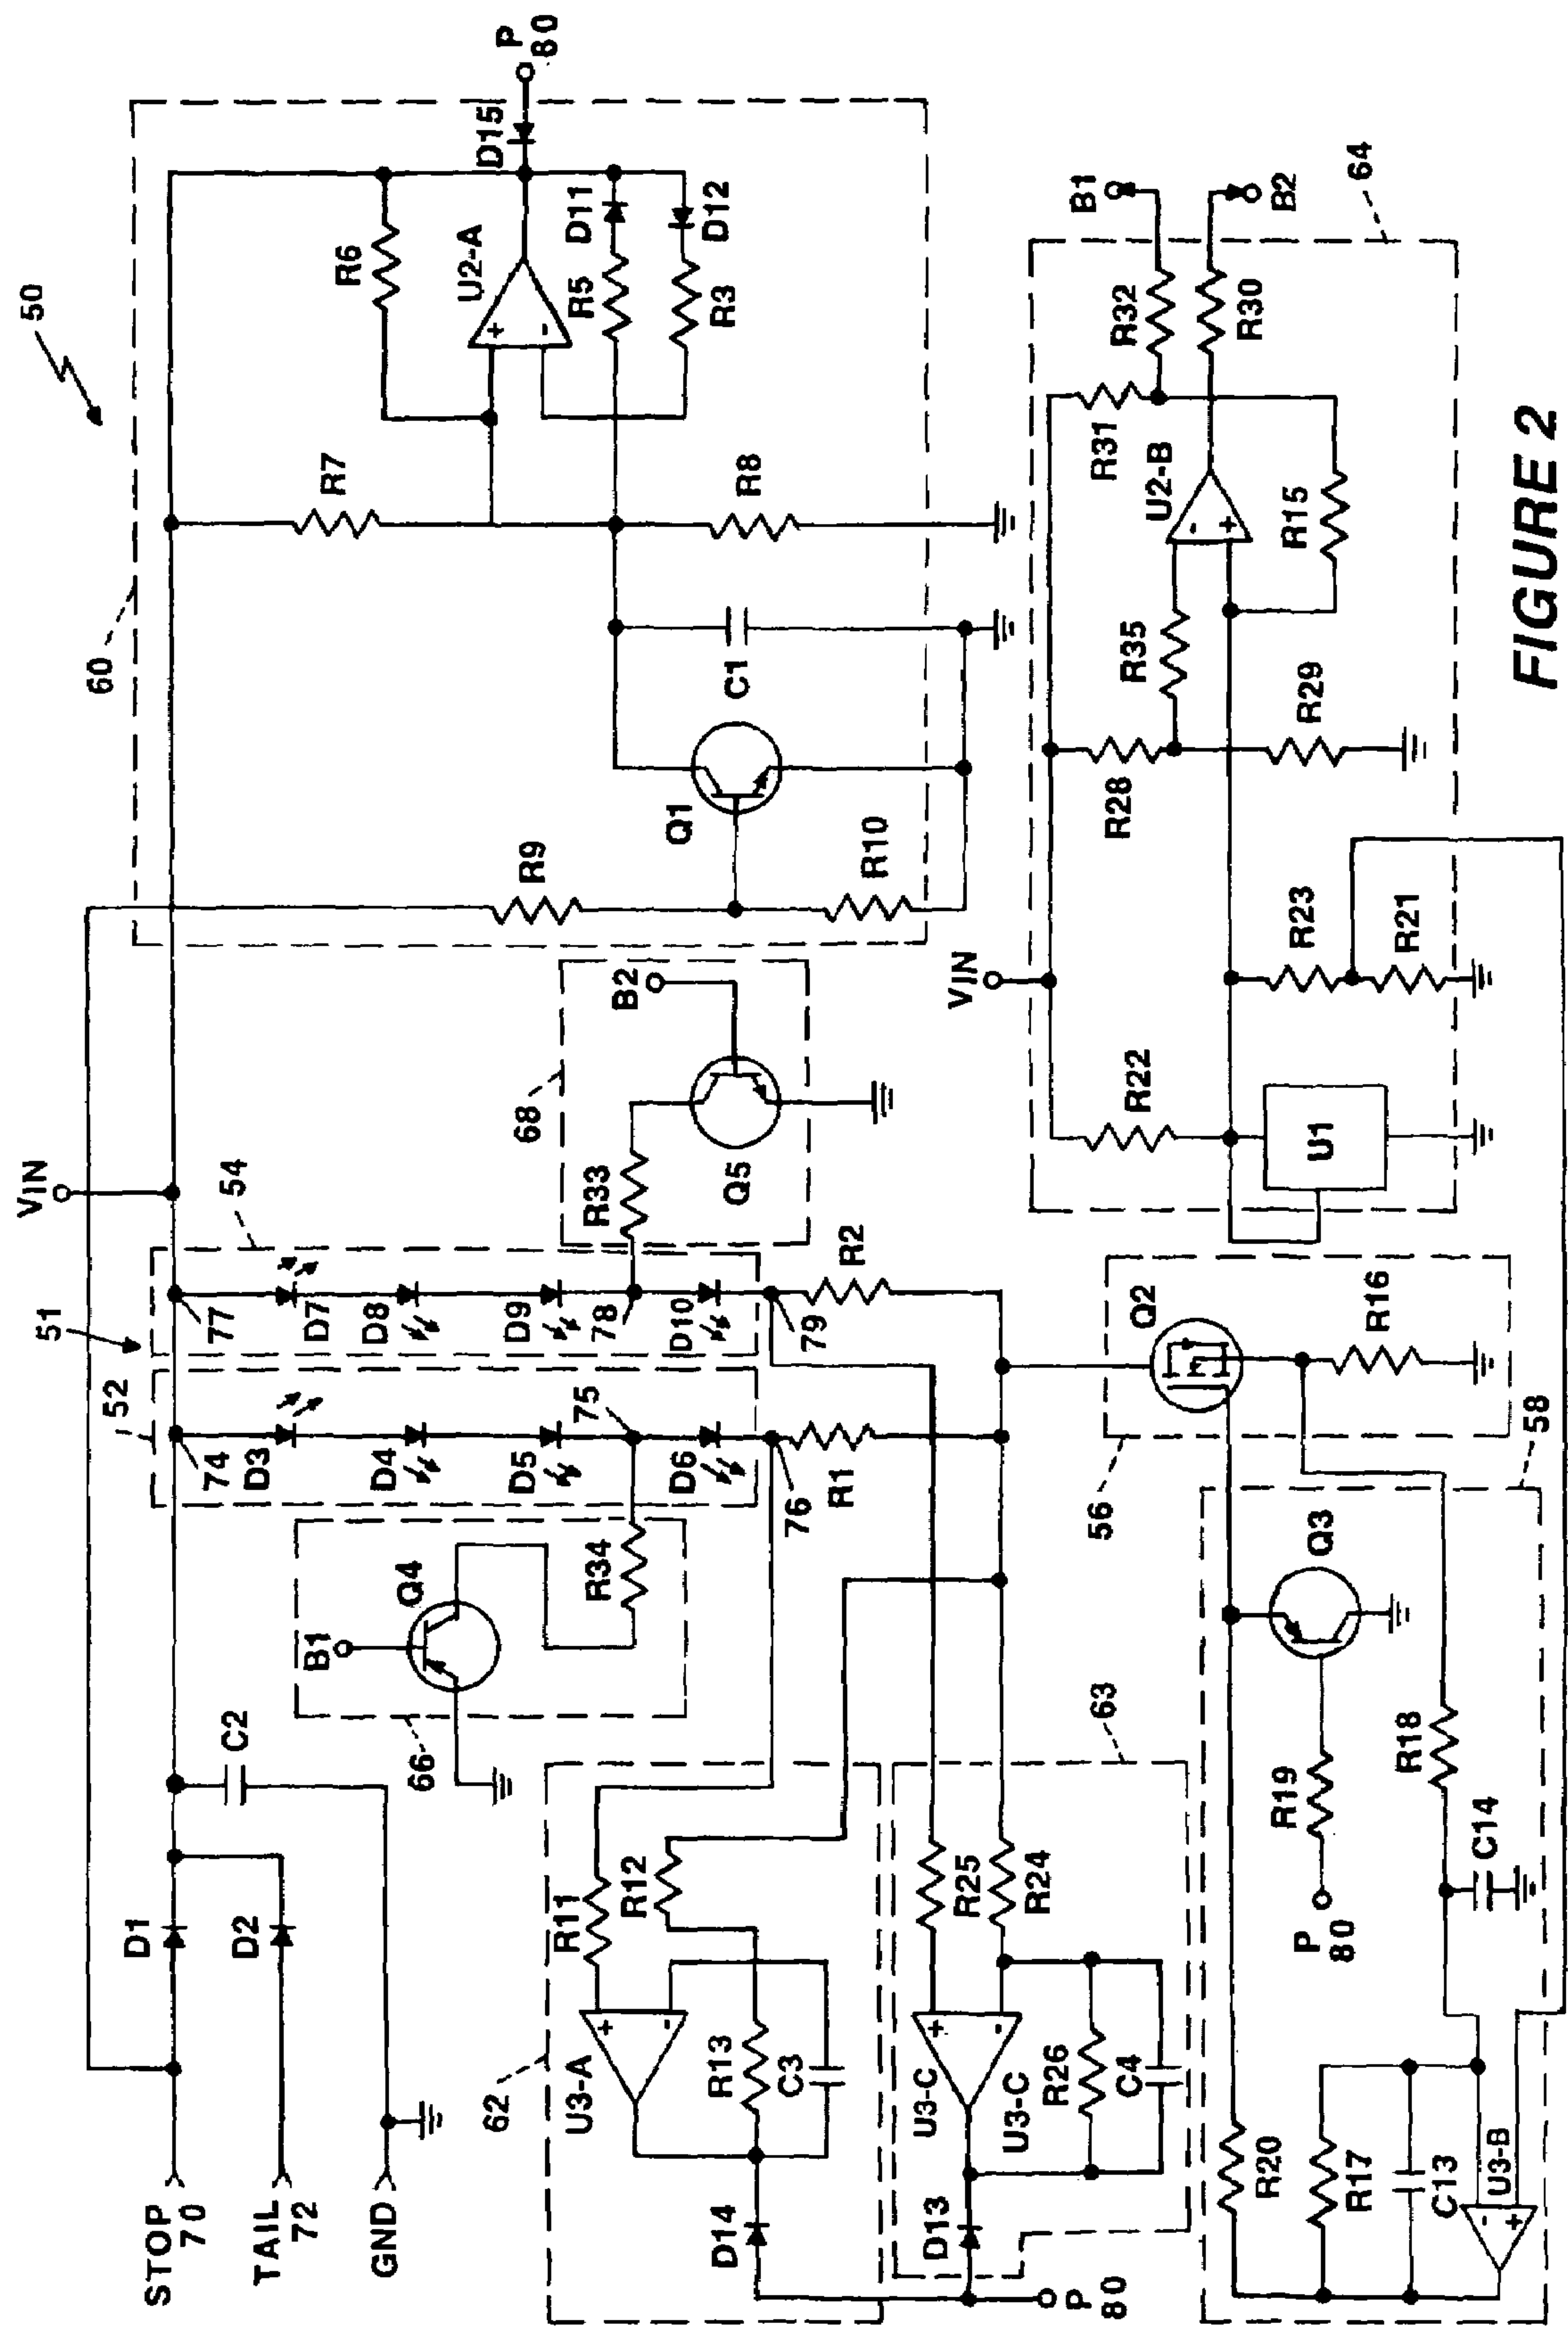 50
STOP
70
TAIL
72
GND
D1
D2
C2
VIN
51
52
54
60
74
77
D3
D4
D5
D6
75
76
D7
D8
D9
D10
78
79
R1
R2
B1
Q4
R34
66
68
B2
R33
Q5
R9
R10
Q1
C1
R7
R8
R6
U2-A
+
-
R5
D11
R3
D12
D15
P
80
62
R11
R12
U3-A
+
-
R13
C3
D14
63
R25
R24
U3-C
+
-
U3-C
R26
C4
D13
P
80
56
Q2
R16
58
Q3
R19
P
80
R18
C14
R20
R17
C13
U3-B
-
+
VIN
R22
U1
R23
R21
R28
R29
R35
U2-B
-
+
R15
R31
R32
R30
B1
B2
64
FIGURE 2